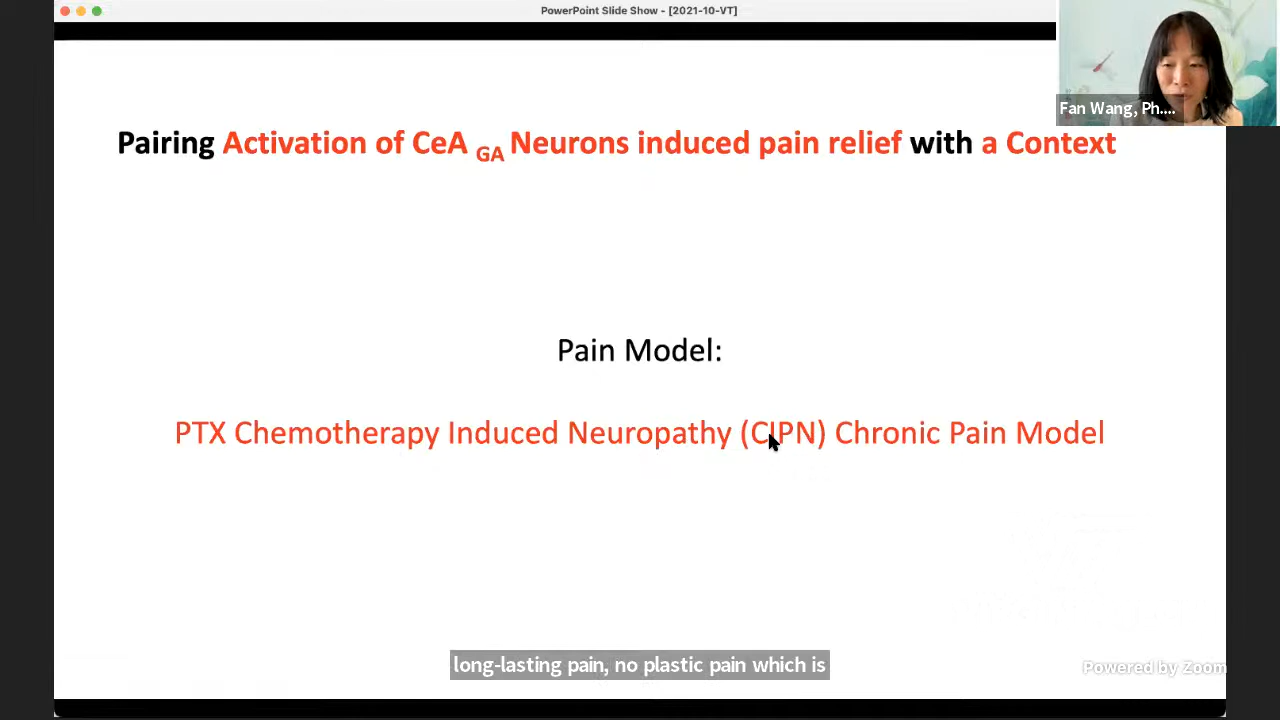 PowerPoint Slide Show - [2021-10-VT]
Fan Wang, Ph....
Pairing Activation of CeA GA Neurons induced pain relief with a Context
Pain Model:
PTX Chemotherapy Induced Neuropathy (CIPN) Chronic Pain Model
long-lasting pain, no plastic pain which is
Powered by Zoom